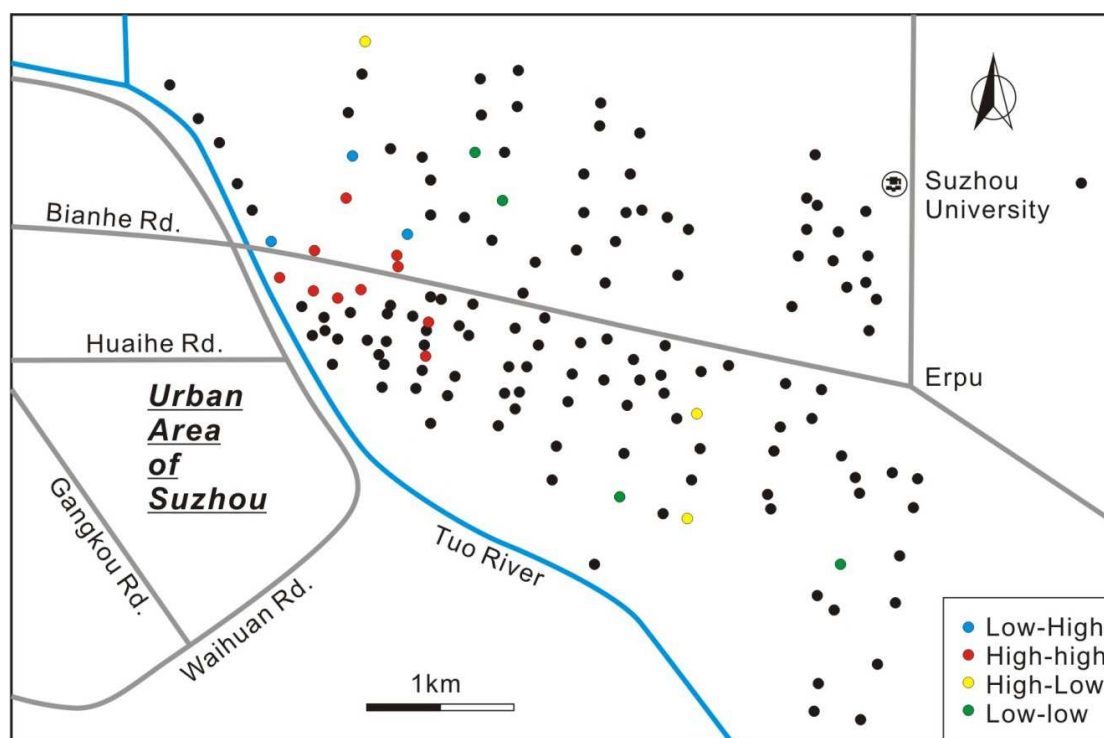 Suzhou
University
Bianhe Rd.
Huaihe Rd.
Erpu
Urban
Area
of
Suzhou
Gangkou Rd.
Tuo River
Waihuan Rd.
1km
Low-High
High-high
High-Low
Low-low